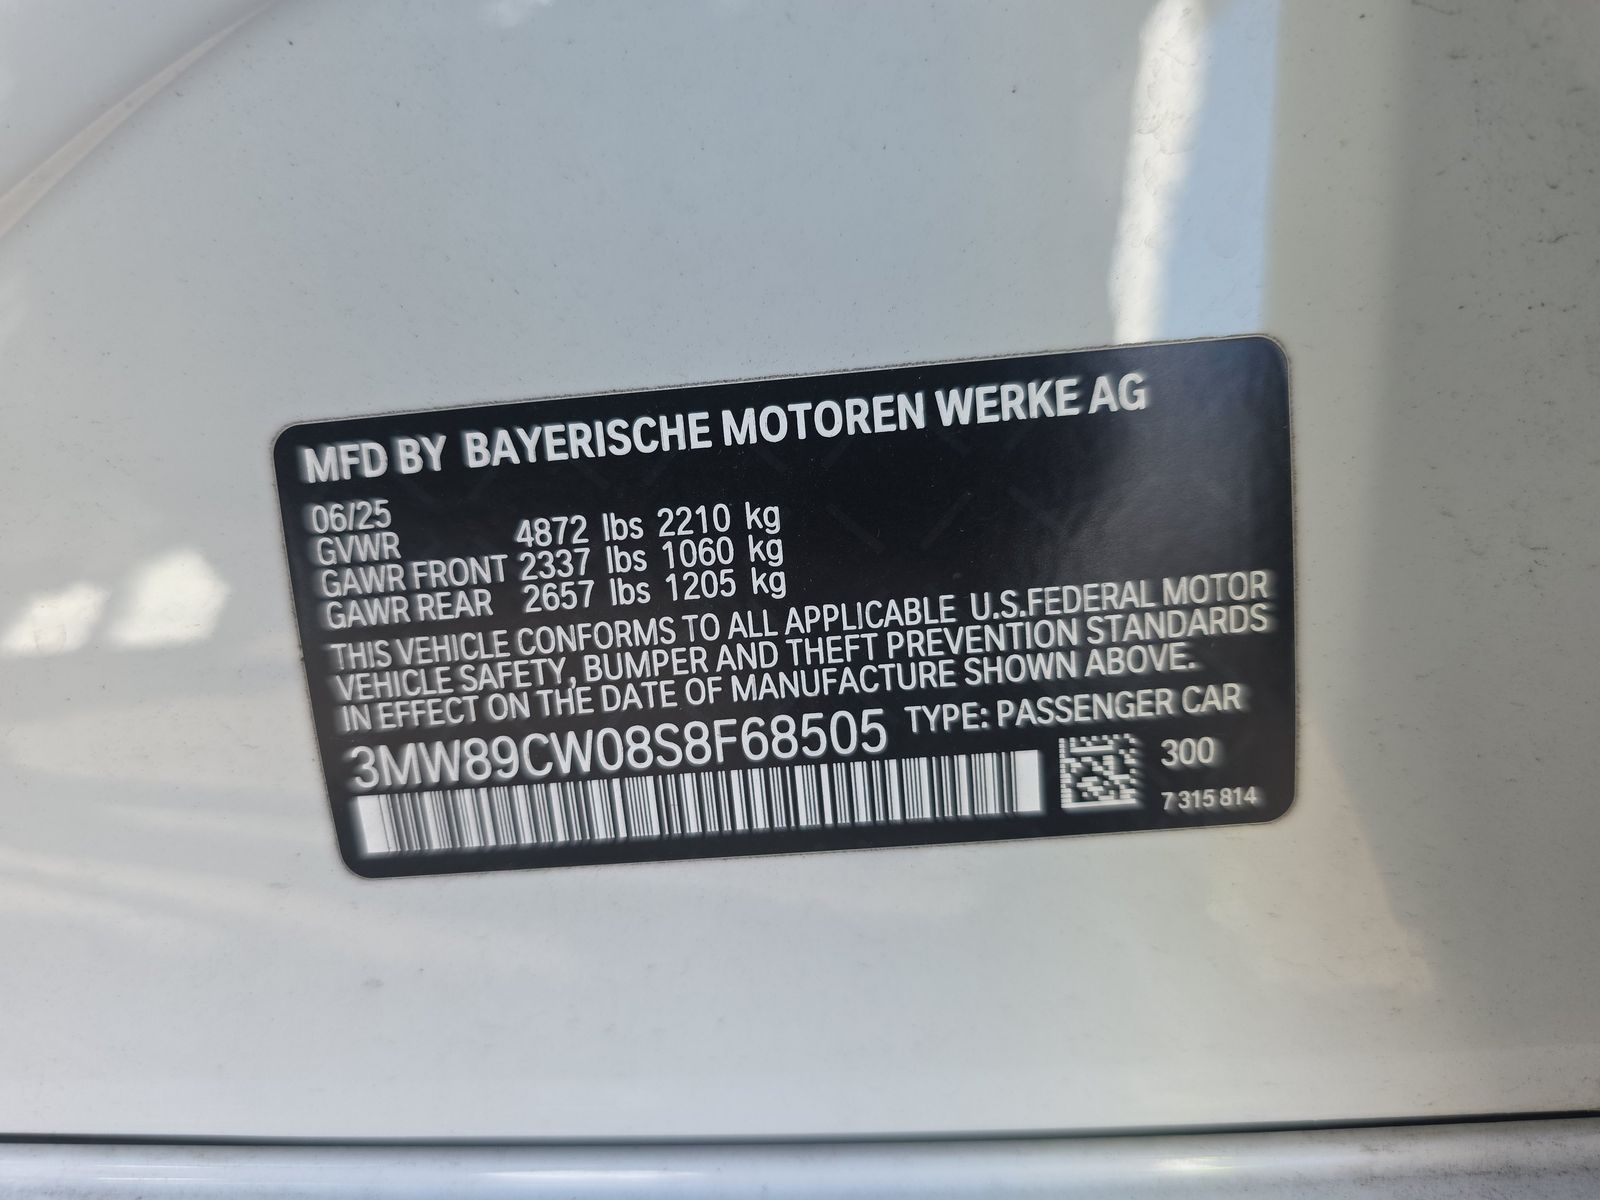 MFD BY BAYERISCHE MOTOREN WERKE AG
06/25
GVWR 4872 lbs 2210 kg
GAWR FRONT 2337 lbs 1060 kg
GAWR REAR 2657 lbs 1205 kg
THIS VEHICLE CONFORMS TO ALL APPLICABLE U.S.FEDERAL MOTOR
VEHICLE SAFETY, BUMPER AND THEFT PREVENTION STANDARDS
IN EFFECT ON THE DATE OF MANUFACTURE SHOWN ABOVE.
3MW89CW08S8F68505 TYPE: PASSENGER CAR
300
7 315 814